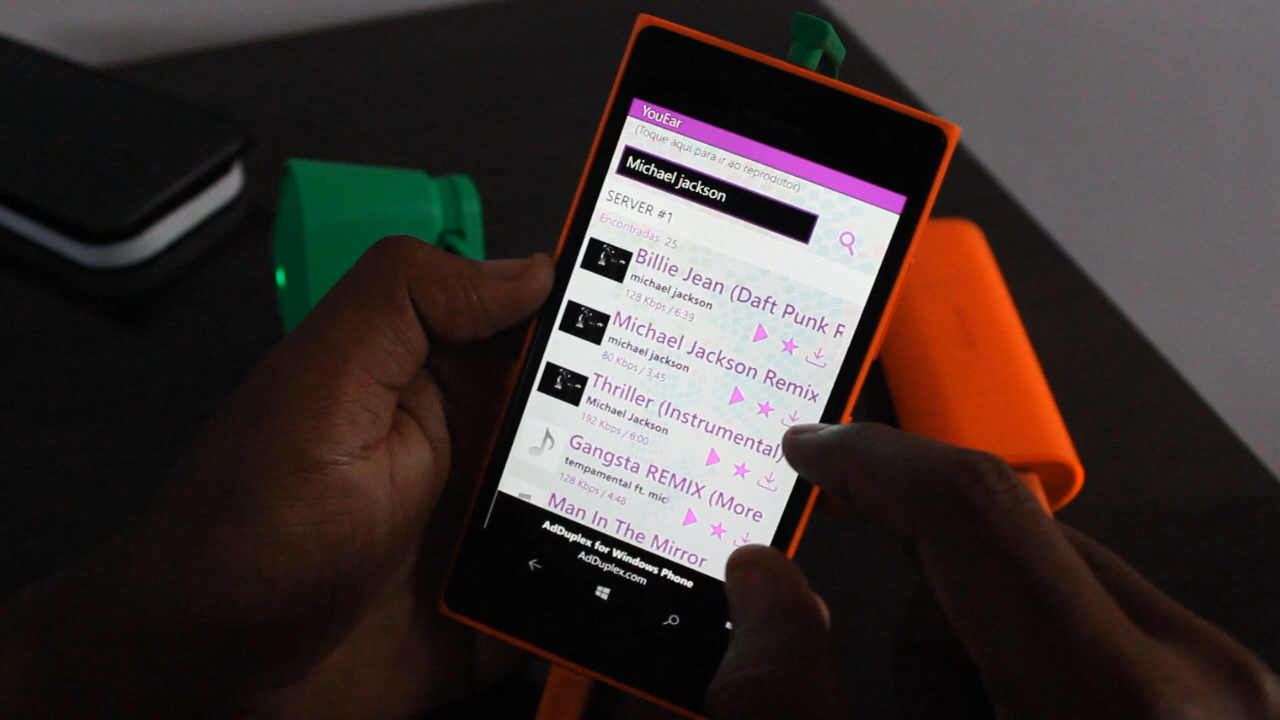 YouEar
(Toque aqui para ir ao reprodutor)
Michael jackson
SERVER #1
Encontradas 25
Billie Jean (Daft Punk R
michael jackson
128 Kbps / 6:39
Michael Jackson Remix
michael jackson
80 Kbps / 3:45
Thriller (Instrumental)
Michael Jackson
192 Kbps / 6:00
Gangsta REMIX (More
tempamental ft. mic
128 Kbps / 4:48
Man In The Mirror
AdDuplex for Windows Phone
AdDuplex.com